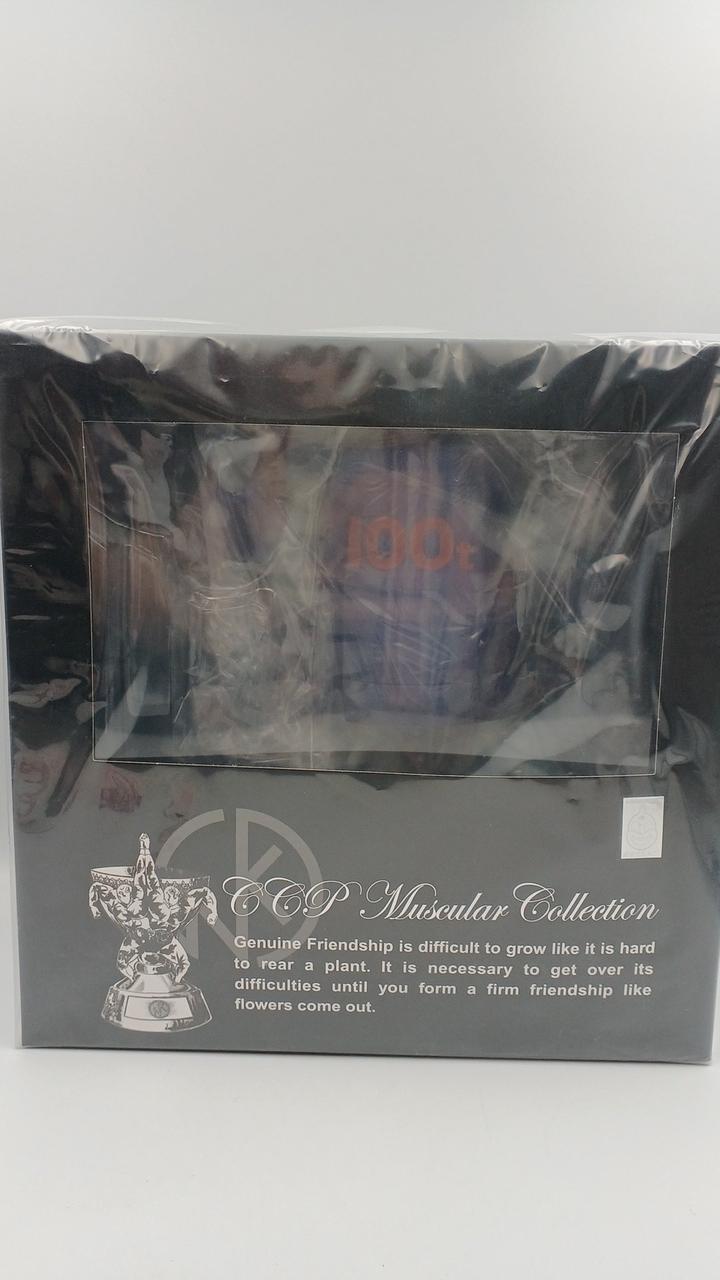 100t
CCP Muscular Collection
Genuine Friendship is difficult to grow like it is hard
to rear a plant. It is necessary to get over its
difficulties until you form a firm friendship like
flowers come out.